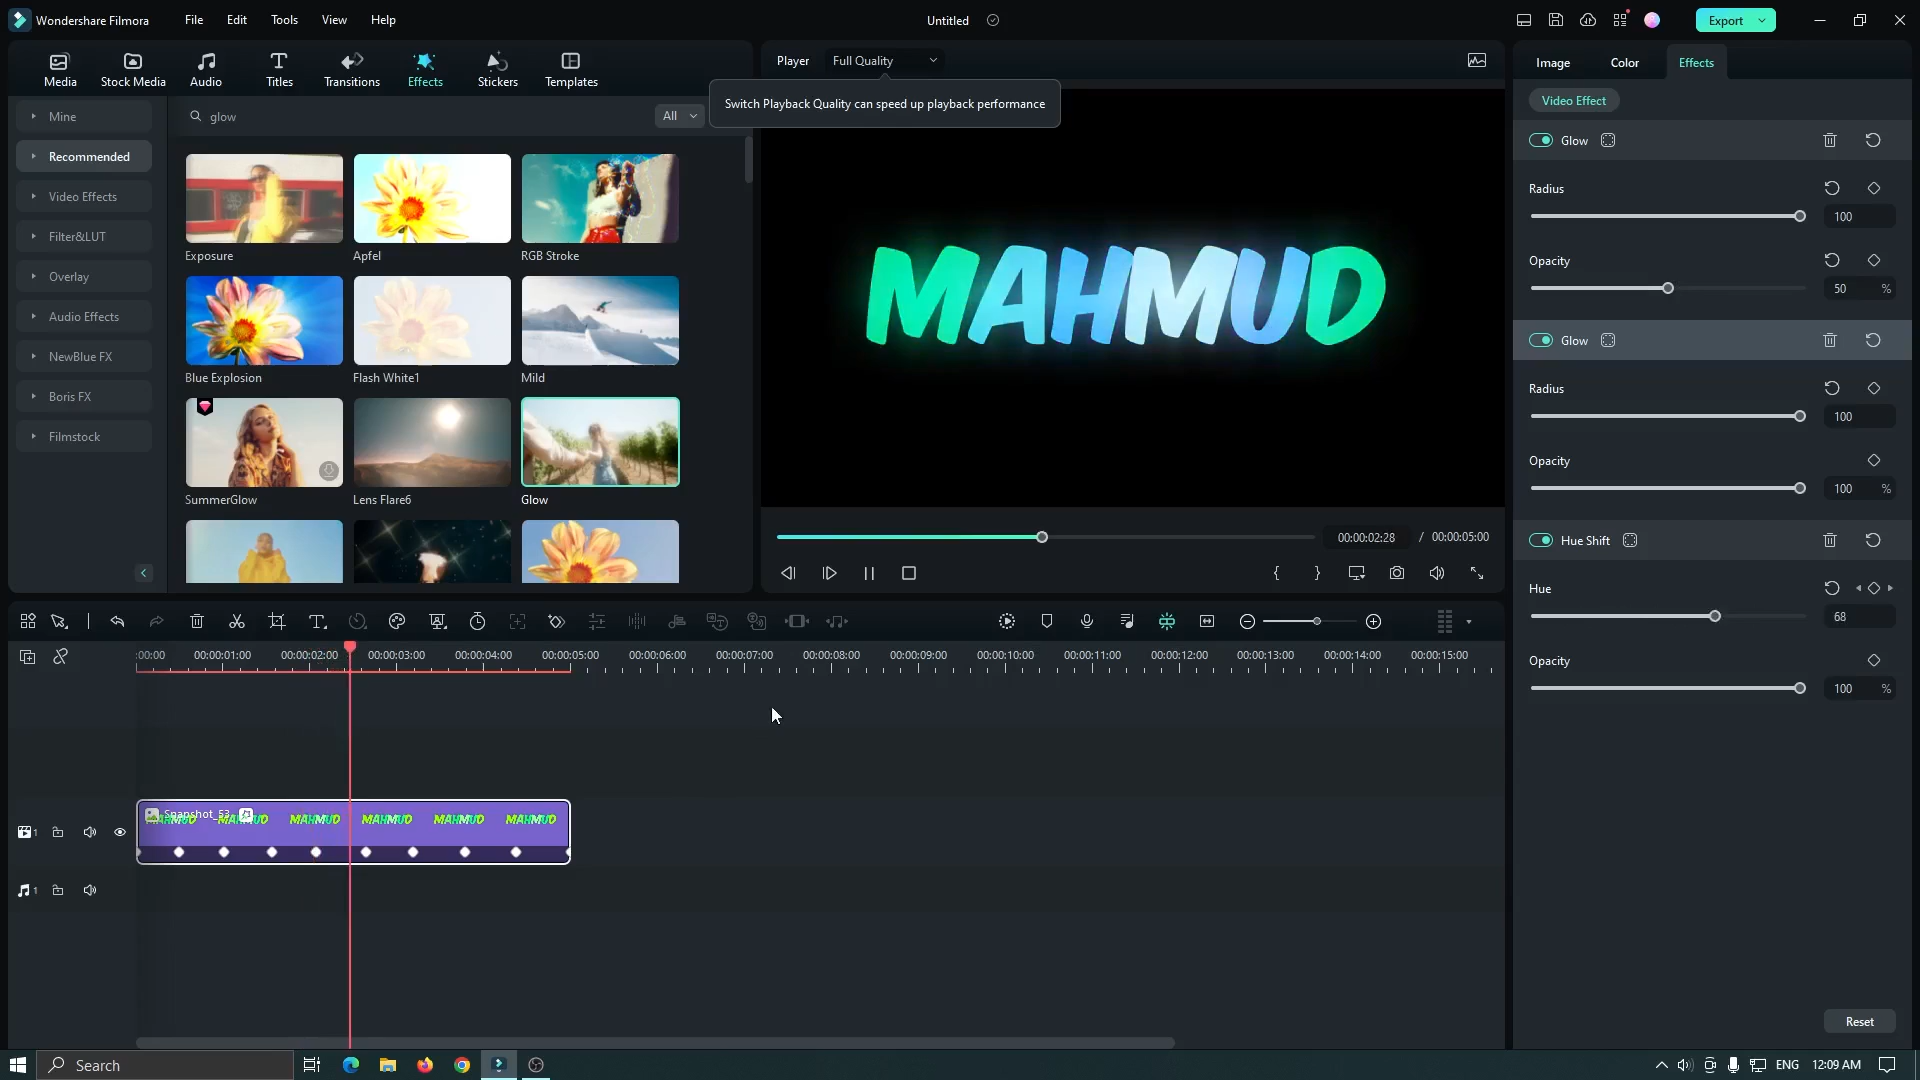 Wondershare Filmora
File
Edit
Tools
View
Help
Untitled
Export
Media
Stock Media
Audio
Titles
Transitions
Effects
Stickers
Templates
Player
Full Quality
Switch Playback Quality can speed up playback performance
Image
Color
Effects
Video Effect
Mine
Recommended
Video Effects
Filter&LUT
Overlay
Audio Effects
NewBlue FX
Boris FX
Filmstock
glow
All
Exposure
Apfel
RGB Stroke
Blue Explosion
Flash White1
Mild
SummerGlow
Lens Flare6
Glow
MAHMUD
00:00:02:28 / 00:00:05:00
Glow
Radius
100
Opacity
50 %
Glow
Radius
100
Opacity
100 %
Hue Shift
Hue
68
Opacity
100 %
Reset
:00:00 00:00:01:00 00:00:02:00 00:00:03:00 00:00:04:00 00:00:05:00 00:00:06:00 00:00:07:00 00:00:08:00 00:00:09:00 00:00:10:00 00:00:11:00 00:00:12:00 00:00:13:00 00:00:14:00 00:00:15:00
Snapshot_53
MAHMUD MAHMUD MAHMUD MAHMUD MAHMUD MAHMUD
1
1
Search
ENG
12:09 AM